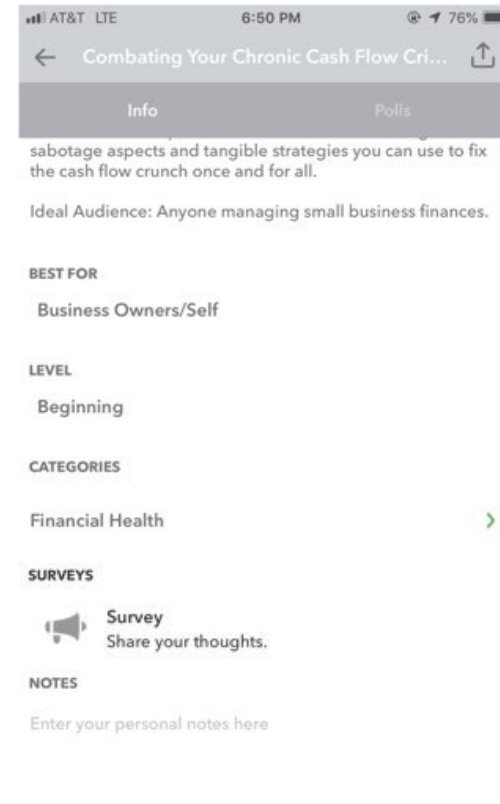 AT&T LTE 6:50 PM 76%
Combating Your Chronic Cash Flow Cri...
Info Polls
sabotage aspects and tangible strategies you can use to fix
the cash flow crunch once and for all.
Ideal Audience: Anyone managing small business finances.
BEST FOR
Business Owners/Self
LEVEL
Beginning
CATEGORIES
Financial Health
SURVEYS
Survey
Share your thoughts.
NOTES
Enter your personal notes here